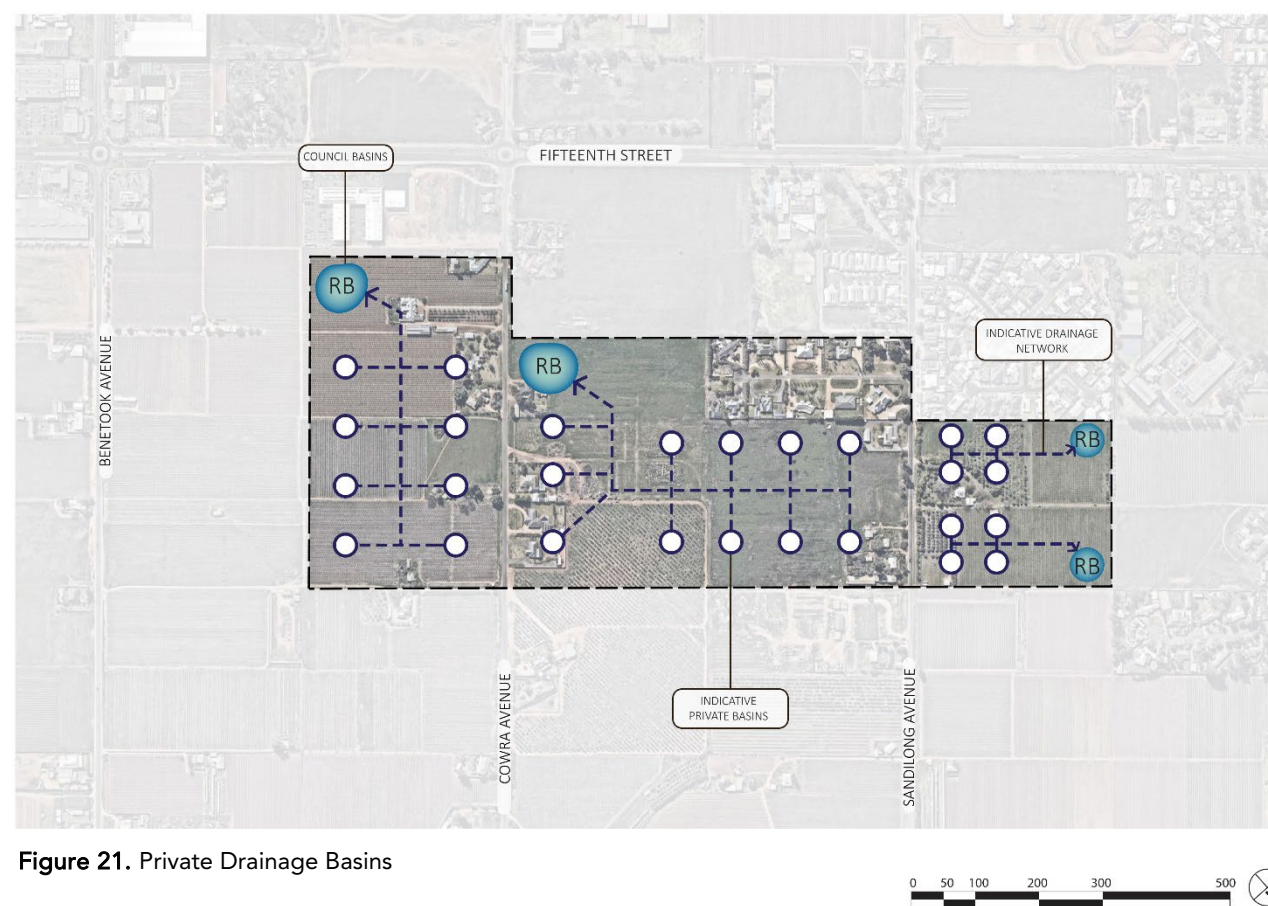 COUNCIL BASINS
FIFTEENTH STREET
RB
INDICATIVE DRAINAGE
NETWORK
BENETOOK AVENUE
RB
RB
RB
COWRA AVENUE
INDICATIVE
PRIVATE BASINS
SANDILONG AVENUE
Figure 21. Private Drainage Basins
0 50 100 200 300 500